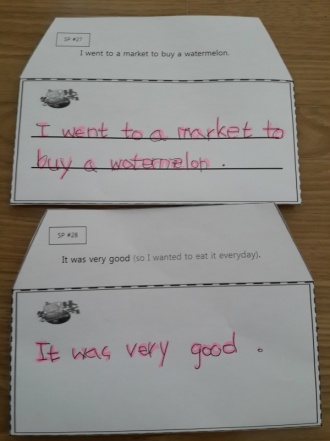 SP #27
I went to a market to buy a watermelon.
I went to a market to
buy a watermelon .
SP #28
It was very good (so I wanted to eat it everyday).
It was very good .